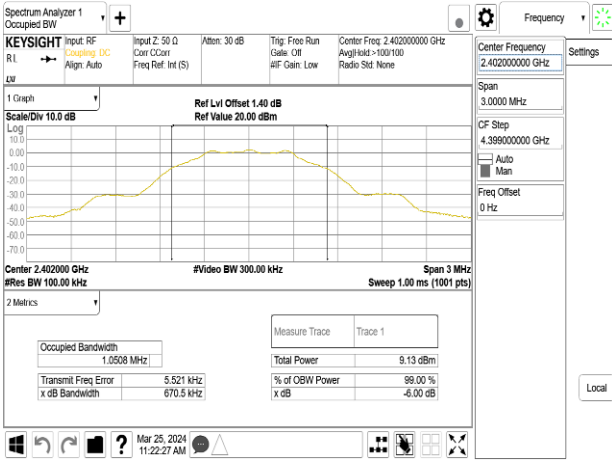 Spectrum Analyzer 1
Occupied BW
+
Frequency
KEYSIGHT
Input: RF
Input Z: 50 Ω
Atten: 30 dB
Trig: Free Run
Center Freq: 2.402000000 GHz
RL
Coupling: DC
Corr CCorr
Gate: Off
Avg|Hold:>100/100
Align: Auto
Freq Ref: Int (S)
#IF Gain: Low
Radio Std: None
LXI
Center Frequency
2.402000000 GHz
Settings
Span
3.0000 MHz
CF Step
4.399000000 GHz
Auto
Man
Freq Offset
0 Hz
Local
1 Graph
Ref Lvl Offset 1.40 dB
Scale/Div 10.0 dB
Ref Value 20.00 dBm
Log
10.0
0.00
-10.0
-20.0
-30.0
-40.0
-50.0
-60.0
-70.0
Center 2.402000 GHz
#Video BW 300.00 kHz
Span 3 MHz
#Res BW 100.00 kHz
Sweep 1.00 ms (1001 pts)
2 Metrics
Measure Trace
Trace 1
Occupied Bandwidth
1.0508 MHz
Total Power
9.13 dBm
Transmit Freq Error
5.521 kHz
% of OBW Power
99.00 %
x dB Bandwidth
670.5 kHz
x dB
-6.00 dB
?
Mar 25, 2024
11:22:27 AM